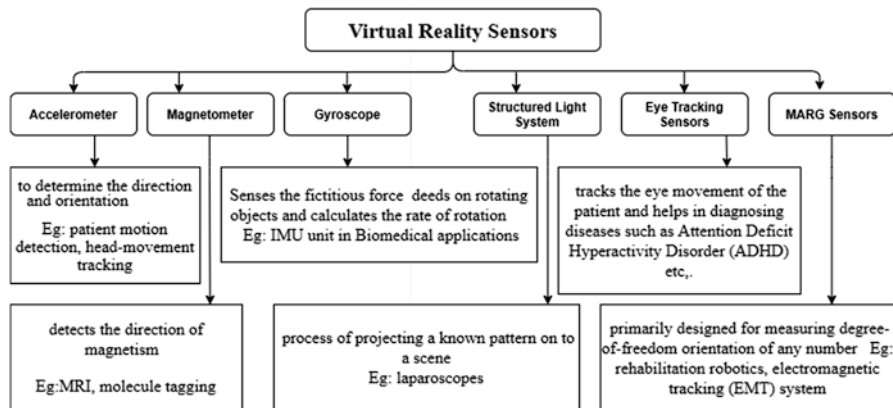 Virtual Reality Sensors
Accelerometer
Magnetometer
Gyroscope
Structured Light
System
Eye Tracking
Sensors
MARG Sensors
to determine the direction
and orientation
Eg: patient motion
detection, head-movement
tracking
Senses the fictitious force deeds on rotating
objects and calculates the rate of rotation
Eg: IMU unit in Biomedical applications
tracks the eye movement of the
patient and helps in diagnosing
diseases such as Attention Deficit
Hyperactivity Disorder (ADHD)
etc,.
detects the direction of
magnetism
Eg:MRI, molecule tagging
process of projecting a known pattern on to
a scene
Eg: laparoscopes
primarily designed for measuring degree-
of-freedom orientation of any number Eg:
rehabilitation robotics, electromagnetic
tracking (EMT) system